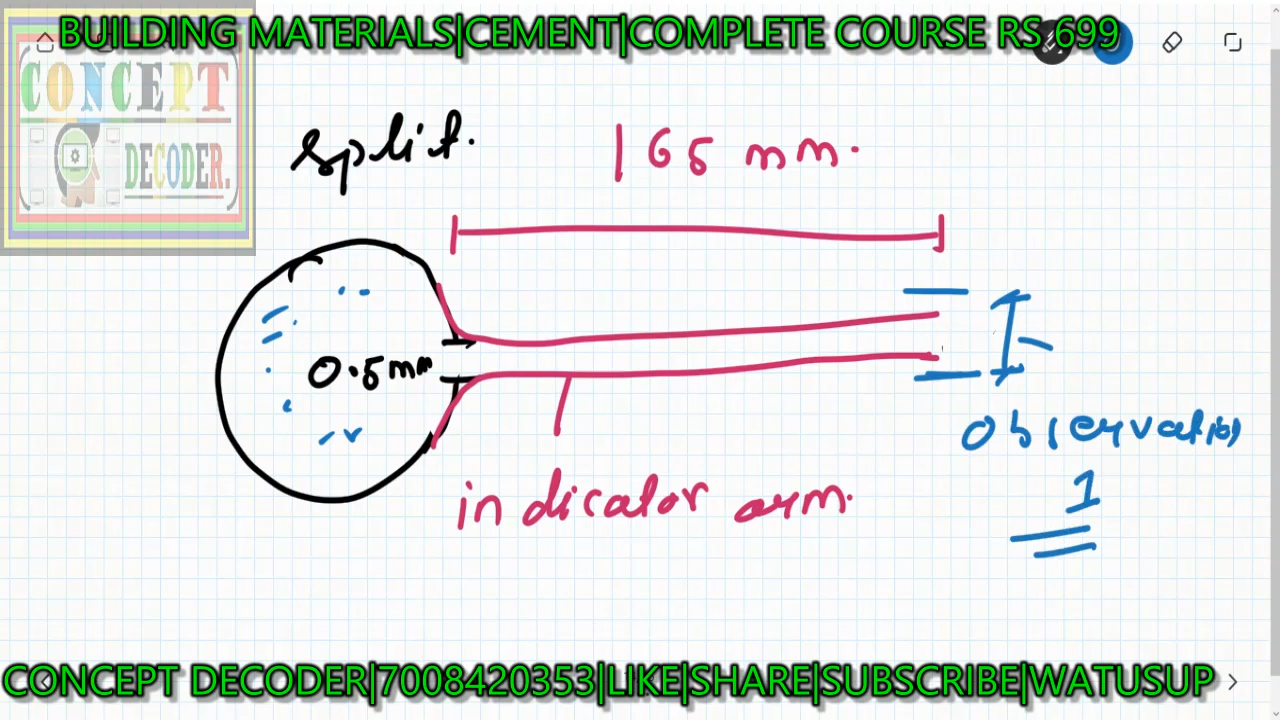 BUILDING MATERIALS|CEMENT|COMPLETE COURSE RS 699
CONCEPT
DECODER.
split.
165 mm.
0.5mm
observation
1
indicator arm.
CONCEPT DECODER|7008420353|LIKE|SHARE|SUBSCRIBE|WATUSUP